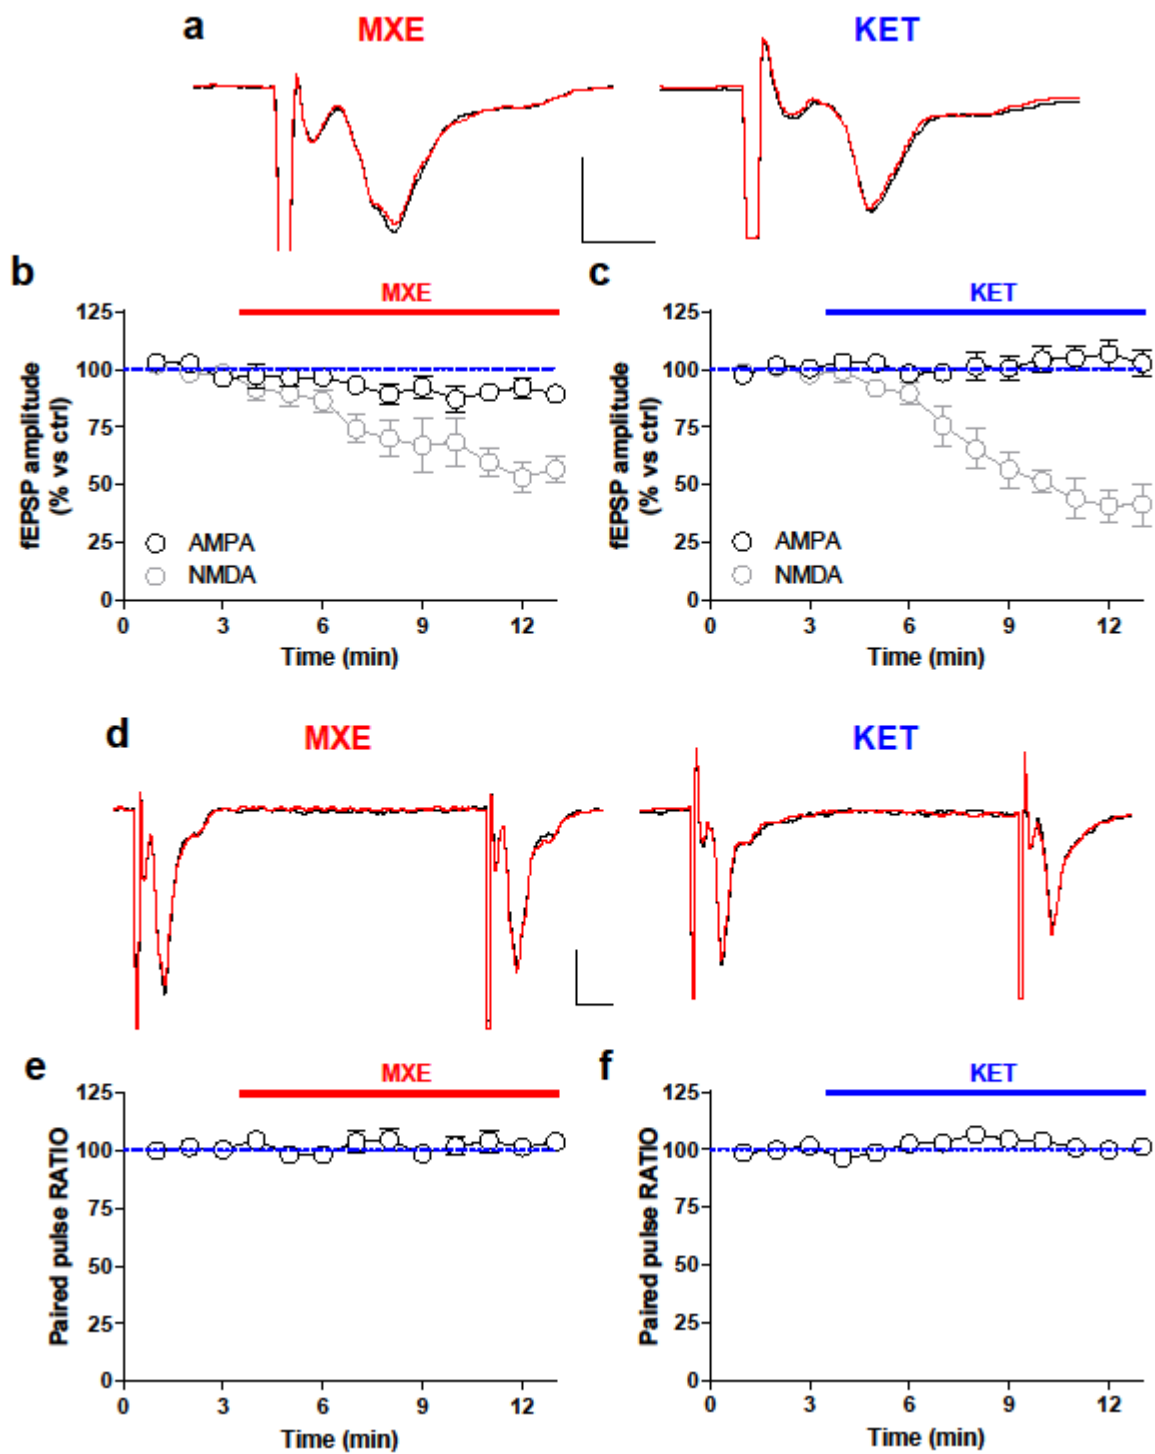 a
MXE
KET
b
MXE
125
100
75
50
25
0
fEPSP amplitude
(% vs ctrl)
AMPA
NMDA
0 3 6 9 12
Time (min)
c
KET
125
100
75
50
25
0
fEPSP amplitude
(% vs ctrl)
AMPA
NMDA
0 3 6 9 12
Time (min)
d
MXE
KET
e
MXE
125
100
75
50
25
0
Paired pulse RATIO
0 3 6 9 12
Time (min)
f
KET
125
100
75
50
25
0
Paired pulse RATIO
0 3 6 9 12
Time (min)